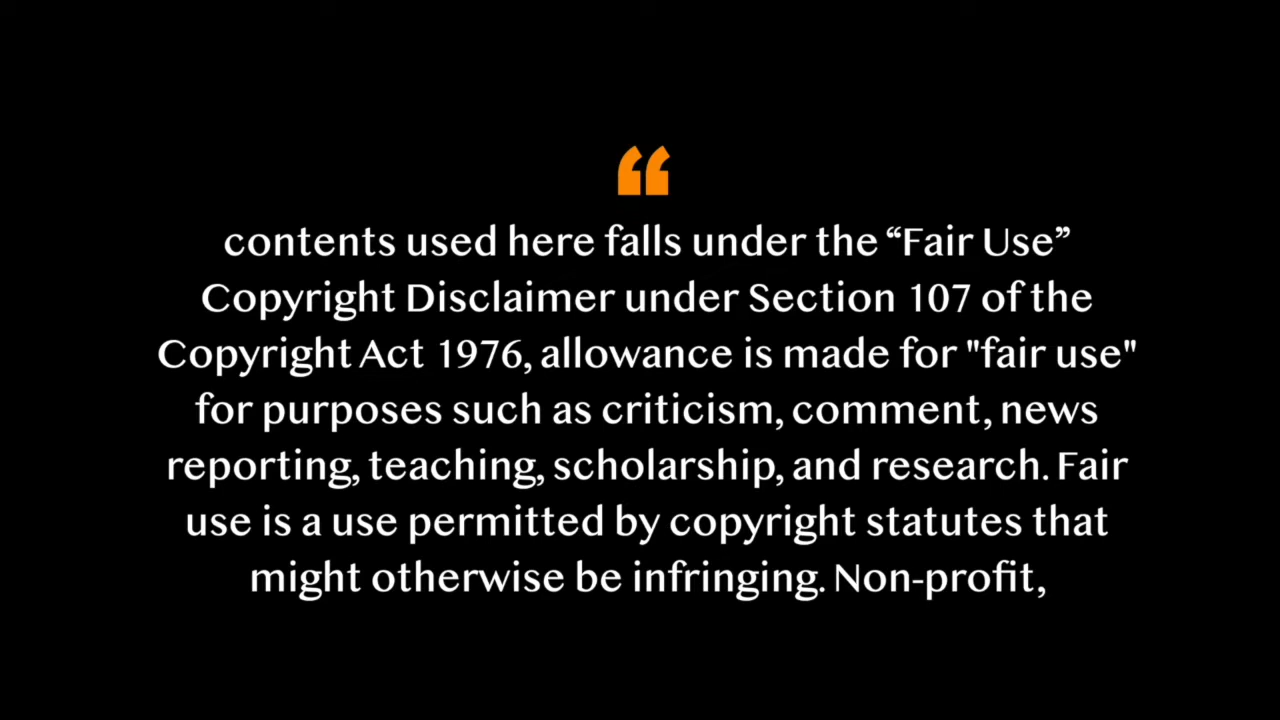 “
contents used here falls under the “Fair Use”
Copyright Disclaimer under Section 107 of the
Copyright Act 1976, allowance is made for "fair use"
for purposes such as criticism, comment, news
reporting, teaching, scholarship, and research. Fair
use is a use permitted by copyright statutes that
might otherwise be infringing. Non-profit,